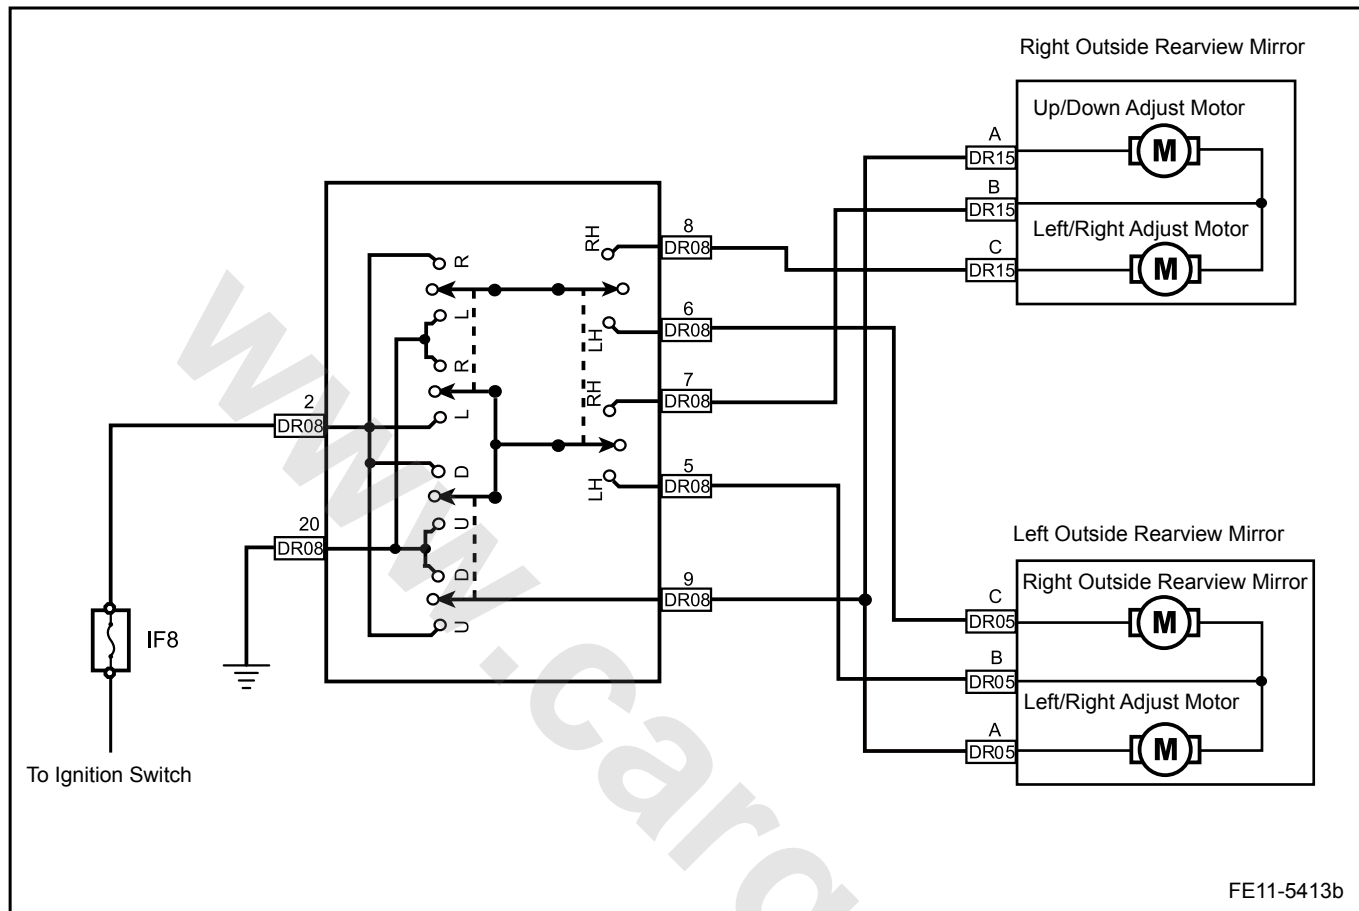 Right Outside Rearview Mirror
Up/Down Adjust Motor
A
DR15
M
B
DR15
Left/Right Adjust Motor
C
DR15
M
8
DR08
RH
R
L
6
DR08
LH
R
7
DR08
RH
L
2
DR08
D
5
DR08
LH
U
20
DR08
D
9
DR08
U
Left Outside Rearview Mirror
Right Outside Rearview Mirror
C
DR05
M
B
DR05
Left/Right Adjust Motor
A
DR05
M
IF8
To Ignition Switch
www.carq
FE11-5413b